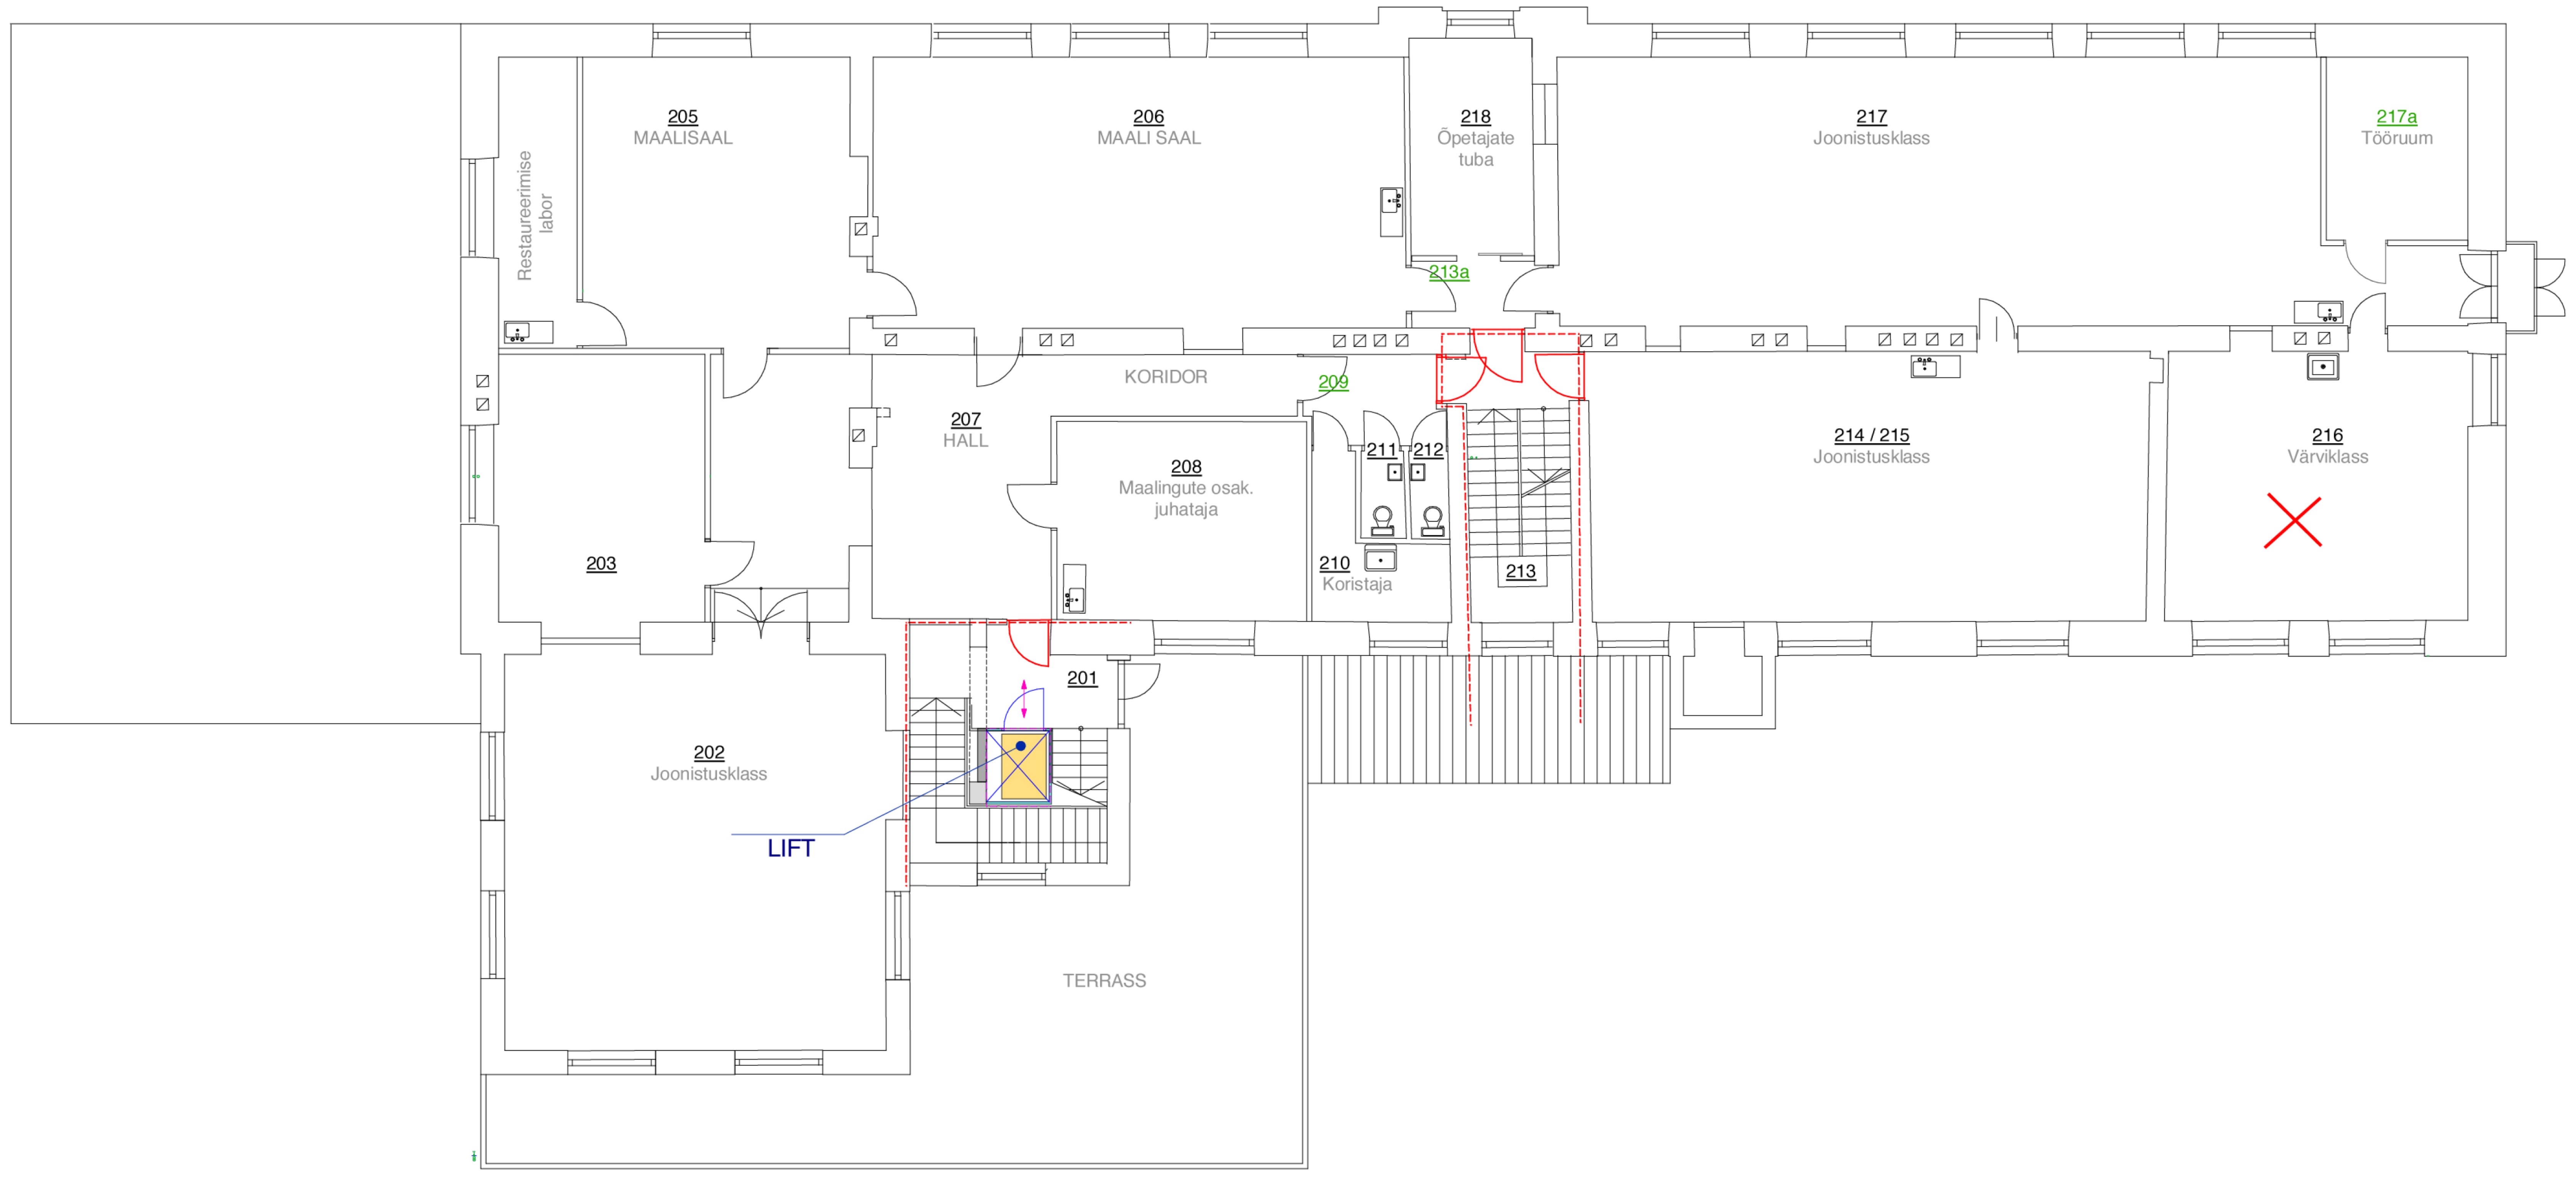 205
MAALISAAL
206
MAALI SAAL
218
Õpetajate
tuba
217
Joonistusklass
217a
Tööruum
Restaureerimise
labor
213a
KORIDOR
209
207
HALL
208
Maalingute osak.
juhataja
211
212
214 / 215
Joonistusklass
216
Värviklass
203
210
Koristaja
213
201
202
Joonistusklass
LIFT
TERRASS